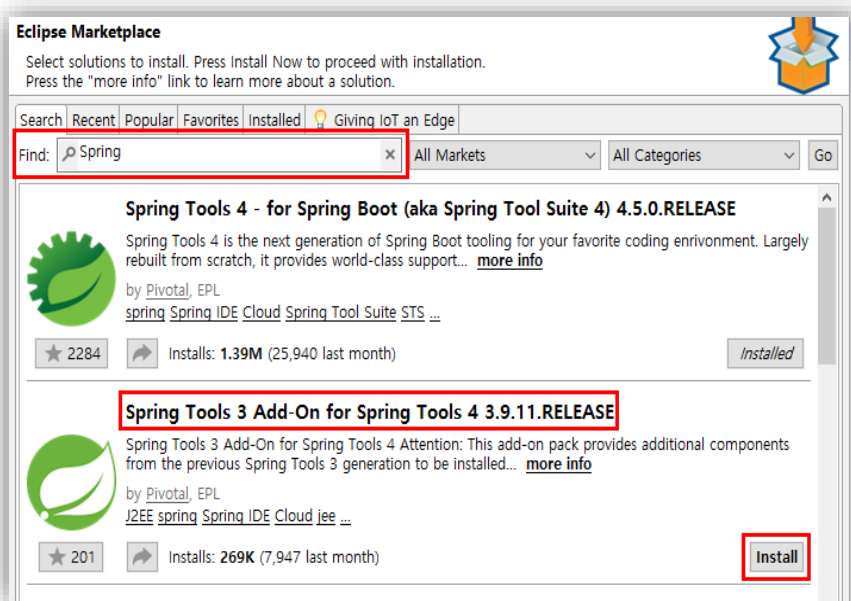 Eclipse Marketplace
Select solutions to install. Press Install Now to proceed with installation.
Press the "more info" link to learn more about a solution.
Search Recent Popular Favorites Installed Giving IoT an Edge
Find: Spring × All Markets All Categories Go
Spring Tools 4 - for Spring Boot (aka Spring Tool Suite 4) 4.5.0.RELEASE
Spring Tools 4 is the next generation of Spring Boot tooling for your favorite coding enrivonment. Largely
rebuilt from scratch, it provides world-class support... more info
by Pivotal, EPL
spring Spring IDE Cloud Spring Tool Suite STS ...
2284 Installs: 1.39M (25,940 last month) Installed
Spring Tools 3 Add-On for Spring Tools 4 3.9.11.RELEASE
Spring Tools 3 Add-On for Spring Tools 4 Attention: This add-on pack provides additional components
from the previous Spring Tools 3 generation to be installed... more info
by Pivotal, EPL
J2EE spring Spring IDE Cloud jee ...
201 Installs: 269K (7,947 last month) Install